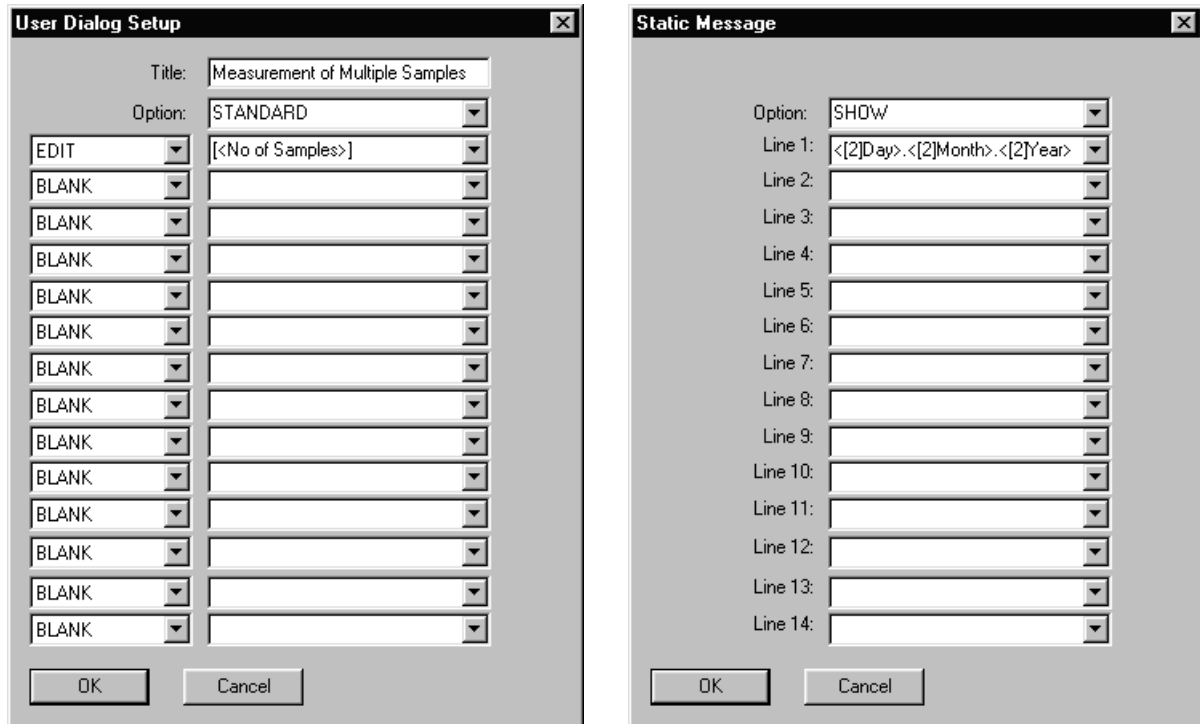 User Dialog Setup
Title: Measurement of Multiple Samples
Option: STANDARD
EDIT [<No of Samples>]
BLANK
BLANK
BLANK
BLANK
BLANK
BLANK
BLANK
BLANK
BLANK
BLANK
BLANK
BLANK
BLANK
OK Cancel
Static Message
Option: SHOW
Line 1: <[2]Day>.<[2]Month>.<[2]Year>
Line 2:
Line 3:
Line 4:
Line 5:
Line 6:
Line 7:
Line 8:
Line 9:
Line 10:
Line 11:
Line 12:
Line 13:
Line 14:
OK Cancel